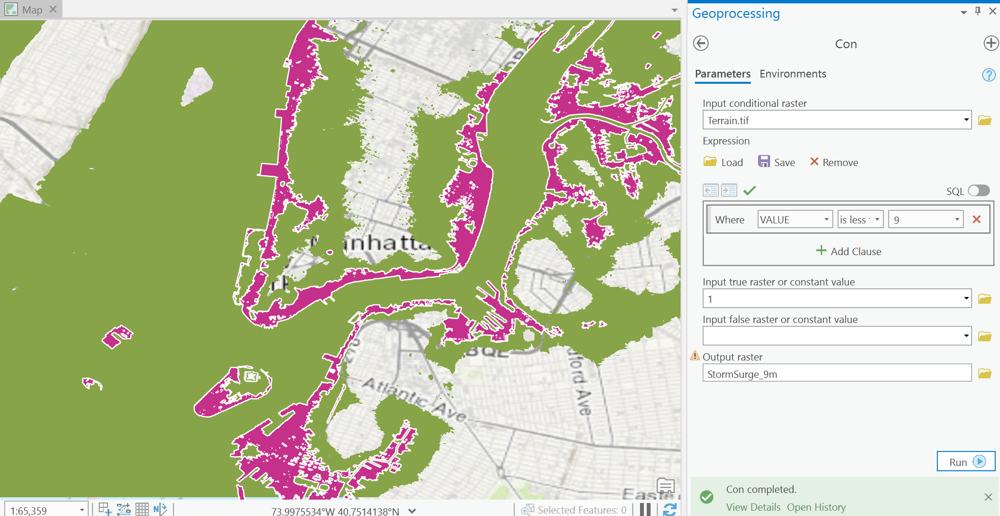 Map
Geoprocessing
Con
Parameters Environments
Input conditional raster
Terrain.tif
Expression
Load Save Remove
SQL
Where VALUE is less 9
Add Clause
Input true raster or constant value
1
Input false raster or constant value
Output raster
StormSurge_9m
Run
Con completed.
View Details Open History
anhatta
BQE
Atlantic Ave
ford Ave
Easte
1:65,359
73.9975534°W 40.7514138°N
Selected Features: 0
N